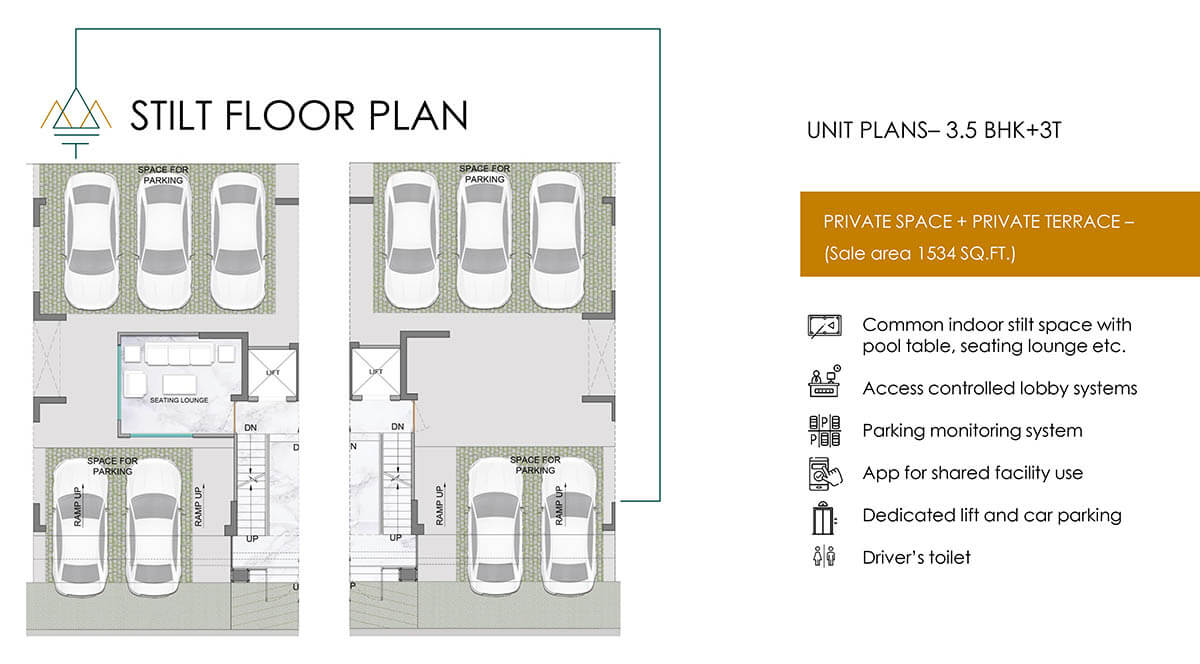 STILT FLOOR PLAN
SPACE FOR
PARKING
SEATING LOUNGE
LIFT
DN
D
SPACE FOR
PARKING
RAMP UP
RAMP UP
UP
U
SPACE FOR
PARKING
LIFT
DN
N
SPACE FOR
PARKING
RAMP UP
RAMP UP
UP
P
UNIT PLANS– 3.5 BHK+3T
PRIVATE SPACE + PRIVATE TERRACE –
(Sale area 1534 SQ.FT.)
Common indoor stilt space with
pool table, seating lounge etc.
Access controlled lobby systems
P
P
Parking monitoring system
App for shared facility use
Dedicated lift and car parking
Driver’s toilet